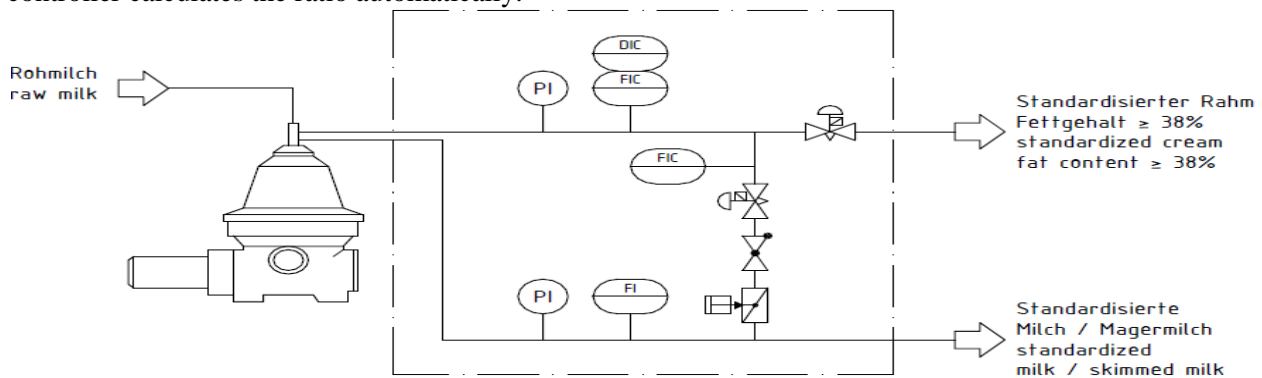 controller calculates the ratio automatically.
Rohmilch
raw milk
DIC
FIC
PI
FIC
Standardisierter Rahm
Fettgehalt ≥ 38%
standardized cream
fat content ≥ 38%
PI
FI
Standardisierte
Milch / Magermilch
standardized
milk / skimmed milk